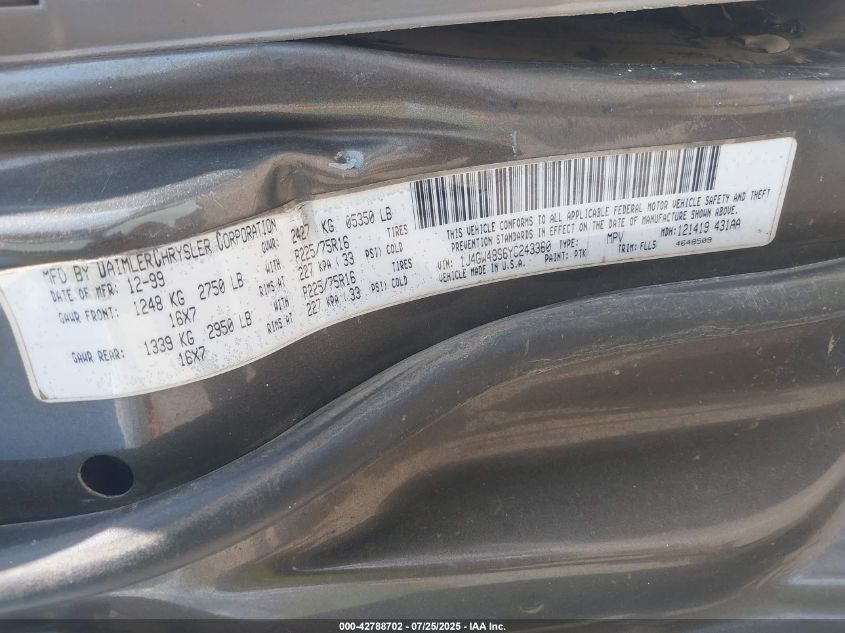 MFD BY DAIMLERCHRYSLER CORPORATION
DATE OF MFR: 12-99 GVWR: 2427 KG 05350 LB
GAWR FRONT: 1248 KG 2750 LB WITH P225/75R16 TIRES
16X7 RIMS AT 227 KPA ( 33 PSI) COLD
GAWR REAR: 1339 KG 2950 LB WITH P225/75R16 TIRES
16X7 RIMS AT 227 KPA ( 33 PSI) COLD
THIS VEHICLE CONFORMS TO ALL APPLICABLE FEDERAL MOTOR VEHICLE SAFETY AND THEFT
PREVENTION STANDARDS IN EFFECT ON THE DATE OF MANUFACTURE SHOWN ABOVE.
VIN: 1J4GW48S6YC243360 TYPE: MPV MDH: 121419 431AA
VEHICLE MADE IN U.S.A. PAINT: PTK TRIM: FLL5 4648509
000-42788702 / 07/25/2025 - IAA Inc.